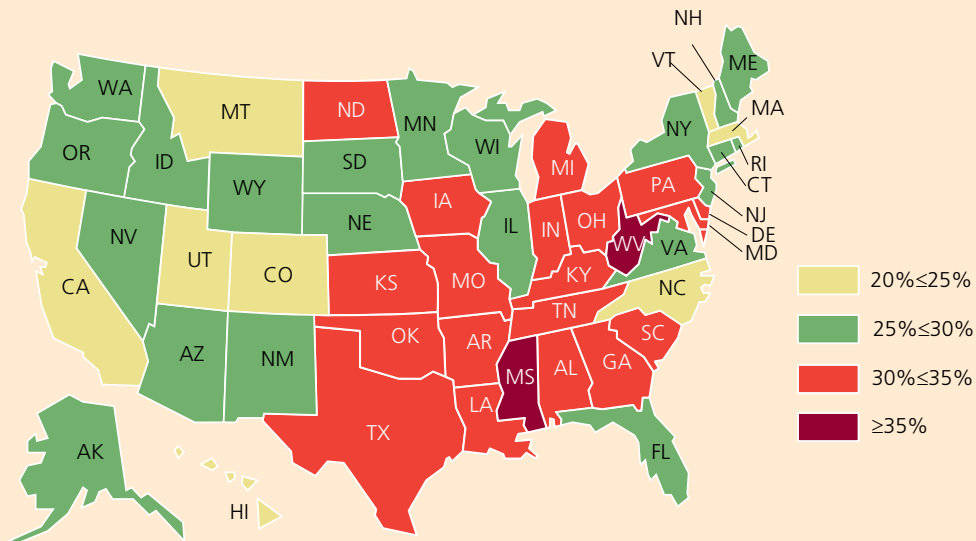 NH
VT
ME
WA
MT
ND
MN
MA
OR
ID
SD
WI
NY
RI
WY
MI
CT
PA
NV
NE
IA
IL
IN
OH
NJ
DE
MD
WV
VA
UT
CO
CA
KS
MO
KY
NC
20%≤25%
TN
25%≤30%
AZ
NM
OK
AR
SC
MS
AL
GA
30%≤35%
LA
TX
≥35%
AK
FL
HI